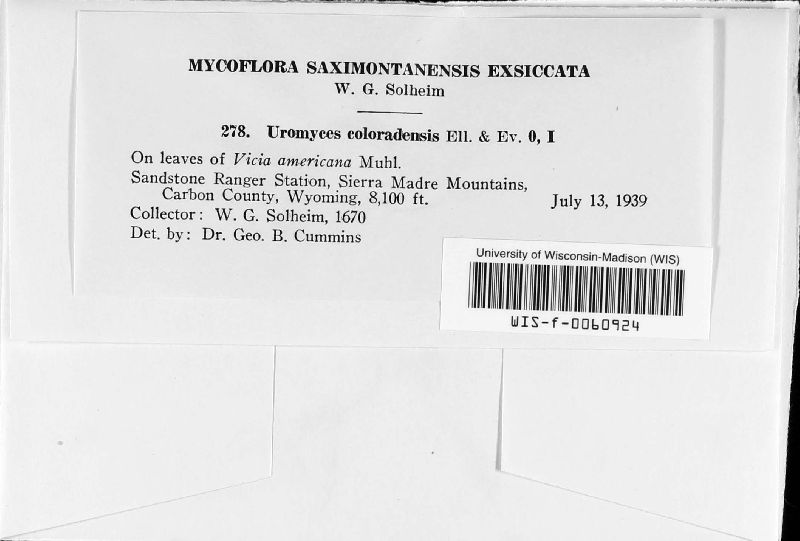 MYCOFLORA SAXIMONTANENSIS EXSICCATA
W. G. Solheim
278. Uromyces coloradensis Ell. & Ev. 0, I
On leaves of Vicia americana Muhl.
Sandstone Ranger Station, Sierra Madre Mountains,
Carbon County, Wyoming, 8,100 ft. July 13, 1939
Collector: W. G. Solheim, 1670
Det. by: Dr. Geo. B. Cummins
University of Wisconsin-Madison (WIS)
WIS-f-0060924